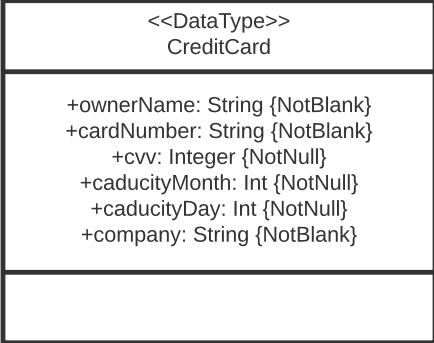 <<DataType>>
CreditCard
+ownerName: String {NotBlank}
+cardNumber: String {NotBlank}
+cvv: Integer {NotNull}
+caducityMonth: Int {NotNull}
+caducityDay: Int {NotNull}
+company: String {NotBlank}